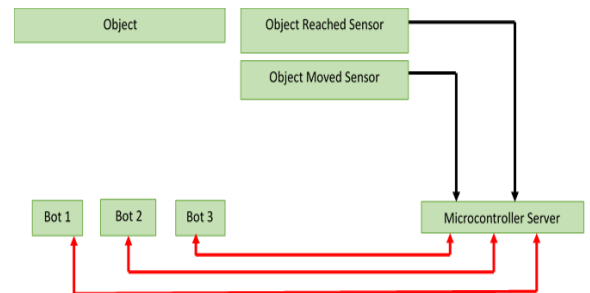 Object
Object Reached Sensor
Object Moved Sensor
Bot 1
Bot 2
Bot 3
Microcontroller Server